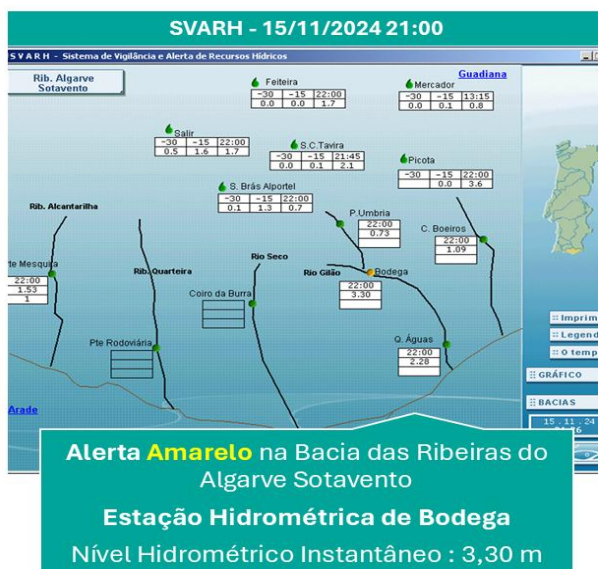 SVARH - 15/11/2024 21:00
S V A R H - Sistema de Vigilância e Alerta de Recursos Hídricos
Rib. Algarve
Sotavento
Guadiana
Feiteira
-30 -15 22:00
0.0 0.0 1.7
Mercador
-30 -15 13:15
0.0 0.1 0.8
Salir
-30 -15 22:00
0.5 1.6 1.7
S.C.Tavira
-30 -15 21:45
0.0 0.1 2.1
Picota
-30 -15 22:00
0.0 3.6
S. Brás Alportel
-30 -15 22:00
0.1 1.3 0.7
Rib. Alcantarilha
P.Umbria
22:00
0.73
C. Boeiros
22:00
1.09
te Mesquita
22:00
1.53
1
Rib. Quarteira
Rio Seco
Rio Gilão
Bodega
22:00
3.30
Coiro da Burra
Pte Rodoviária
Q. Águas
22:00
2.28
Arade
:: Imprim
:: Legend
:: O temp
:: GRÁFICO
:: BACIAS
15 . 11 . 24
Alerta Amarelo na Bacia das Ribeiras do
Algarve Sotavento
Estação Hidrométrica de Bodega
Nível Hidrométrico Instantâneo : 3,30 m